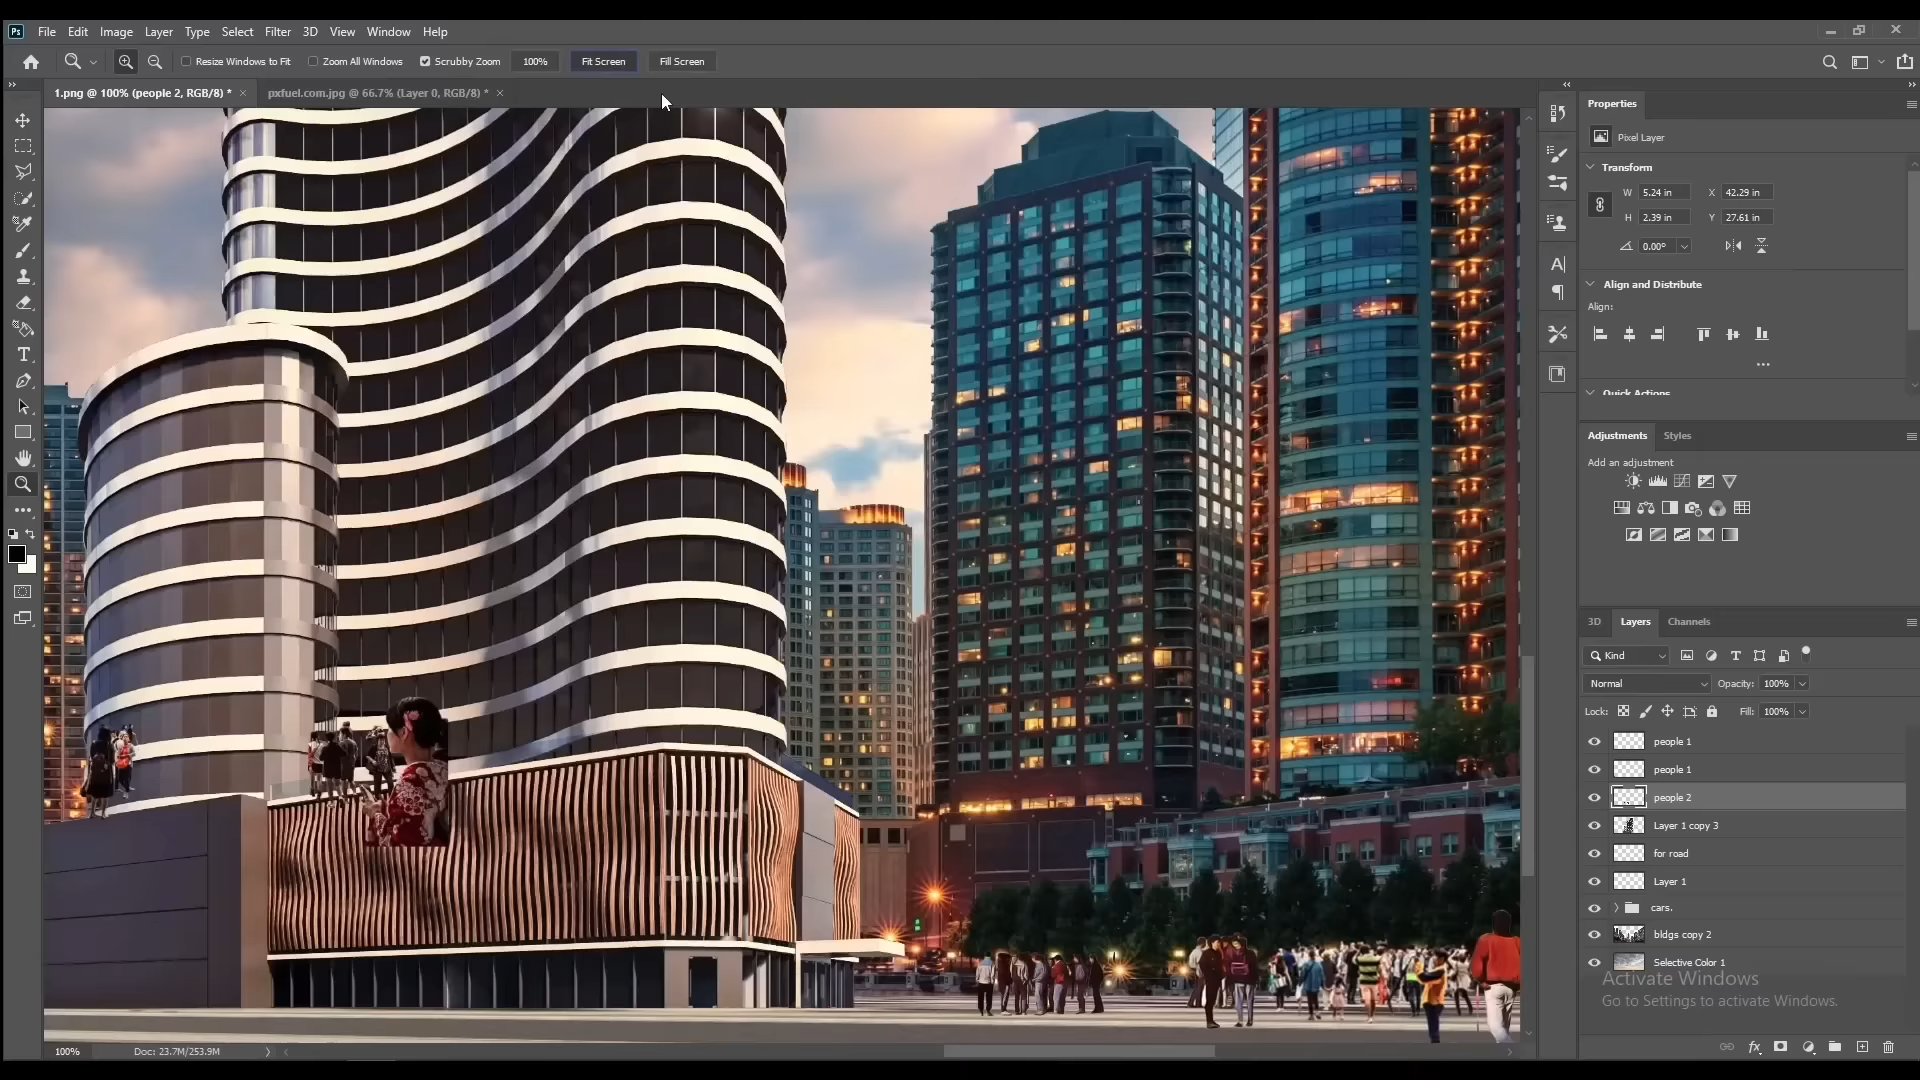 Ps File Edit Image Layer Type Select Filter 3D View Window Help
Resize Windows to Fit Zoom All Windows Scrubby Zoom 100% Fit Screen Fill Screen
1.png @ 100% (people 2, RGB/8) * × pxfuel.com.jpg @ 66.7% (Layer 0, RGB/8) * ×
Properties
Pixel Layer
Transform
W 5.24 in X 42.29 in
H 2.39 in Y 27.61 in
0.00°
Align and Distribute
Align:
Quick Actions
Adjustments Styles
Add an adjustment
3D Layers Channels
Kind
Normal Opacity: 100%
Lock: Fill: 100%
people 1
people 1
people 2
Layer 1 copy 3
for road
Layer 1
cars.
bldgs copy 2
Selective Color 1
Activate Windows
Go to Settings to activate Windows.
100% Doc: 23.7M/253.9M